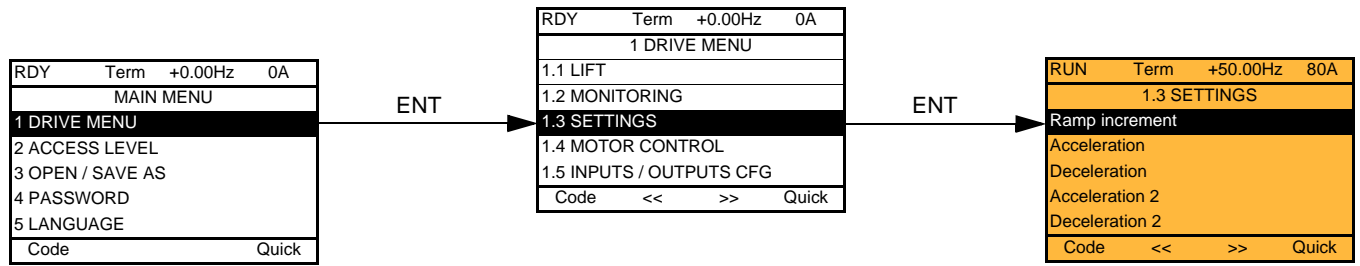 RDY Term +0.00Hz 0A
MAIN MENU
1 DRIVE MENU
2 ACCESS LEVEL
3 OPEN / SAVE AS
4 PASSWORD
5 LANGUAGE
Code Quick
ENT
RDY Term +0.00Hz 0A
1 DRIVE MENU
1.1 LIFT
1.2 MONITORING
1.3 SETTINGS
1.4 MOTOR CONTROL
1.5 INPUTS / OUTPUTS CFG
Code << >> Quick
ENT
RUN Term +50.00Hz 80A
1.3 SETTINGS
Ramp increment
Acceleration
Deceleration
Acceleration 2
Deceleration 2
Code << >> Quick